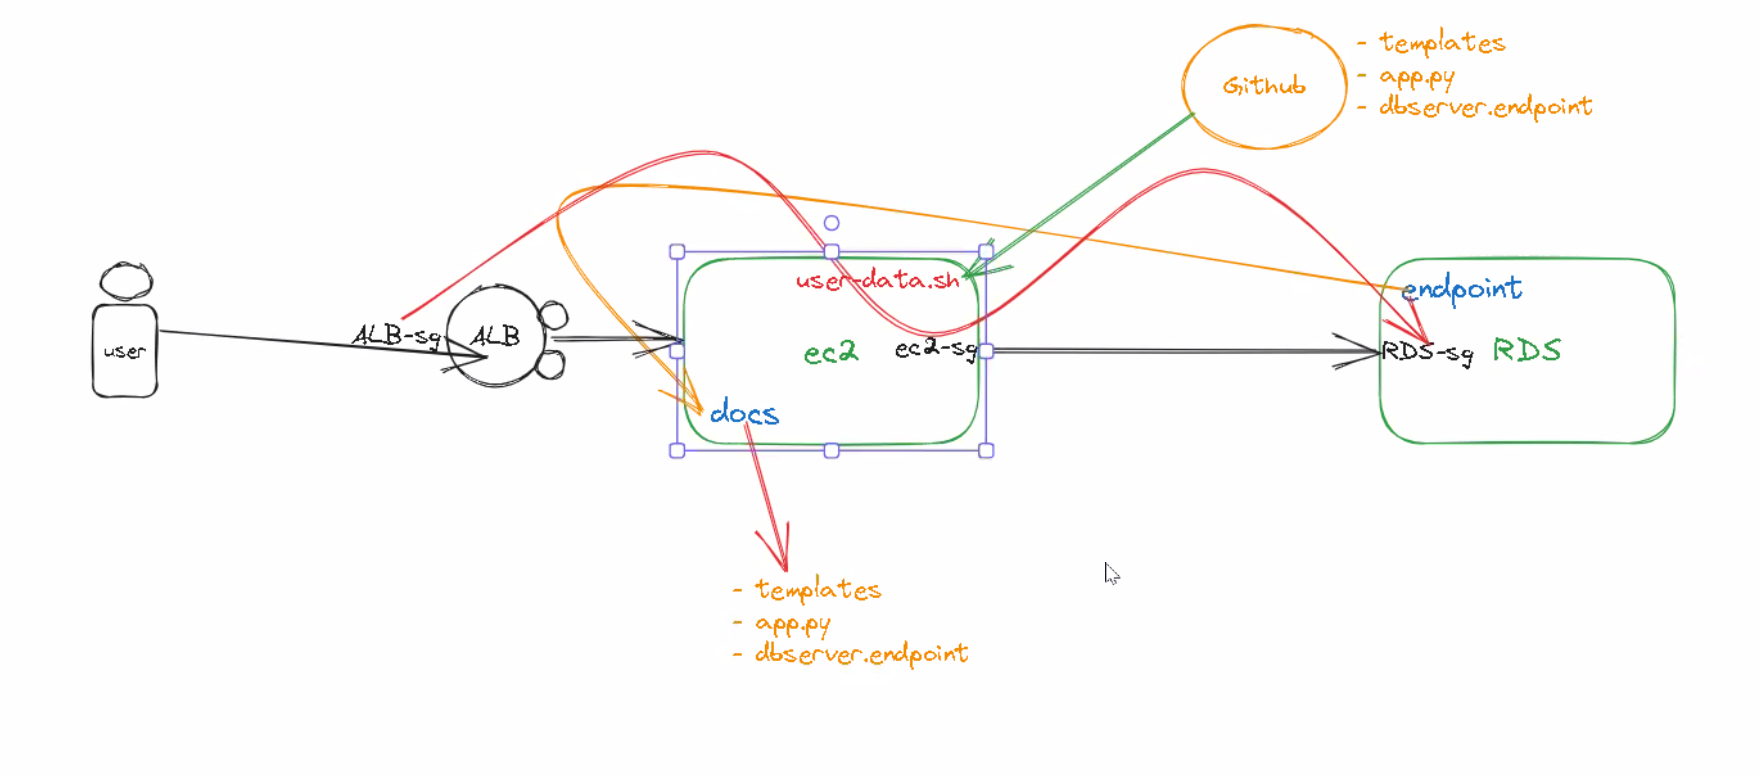 Github
- templates
- app.py
- dbserver.endpoint
user
ALB-sg
ALB
user-data.sh
ec2
ec2-sg
docs
endpoint
RDS-sg
RDS
- templates
- app.py
- dbserver.endpoint